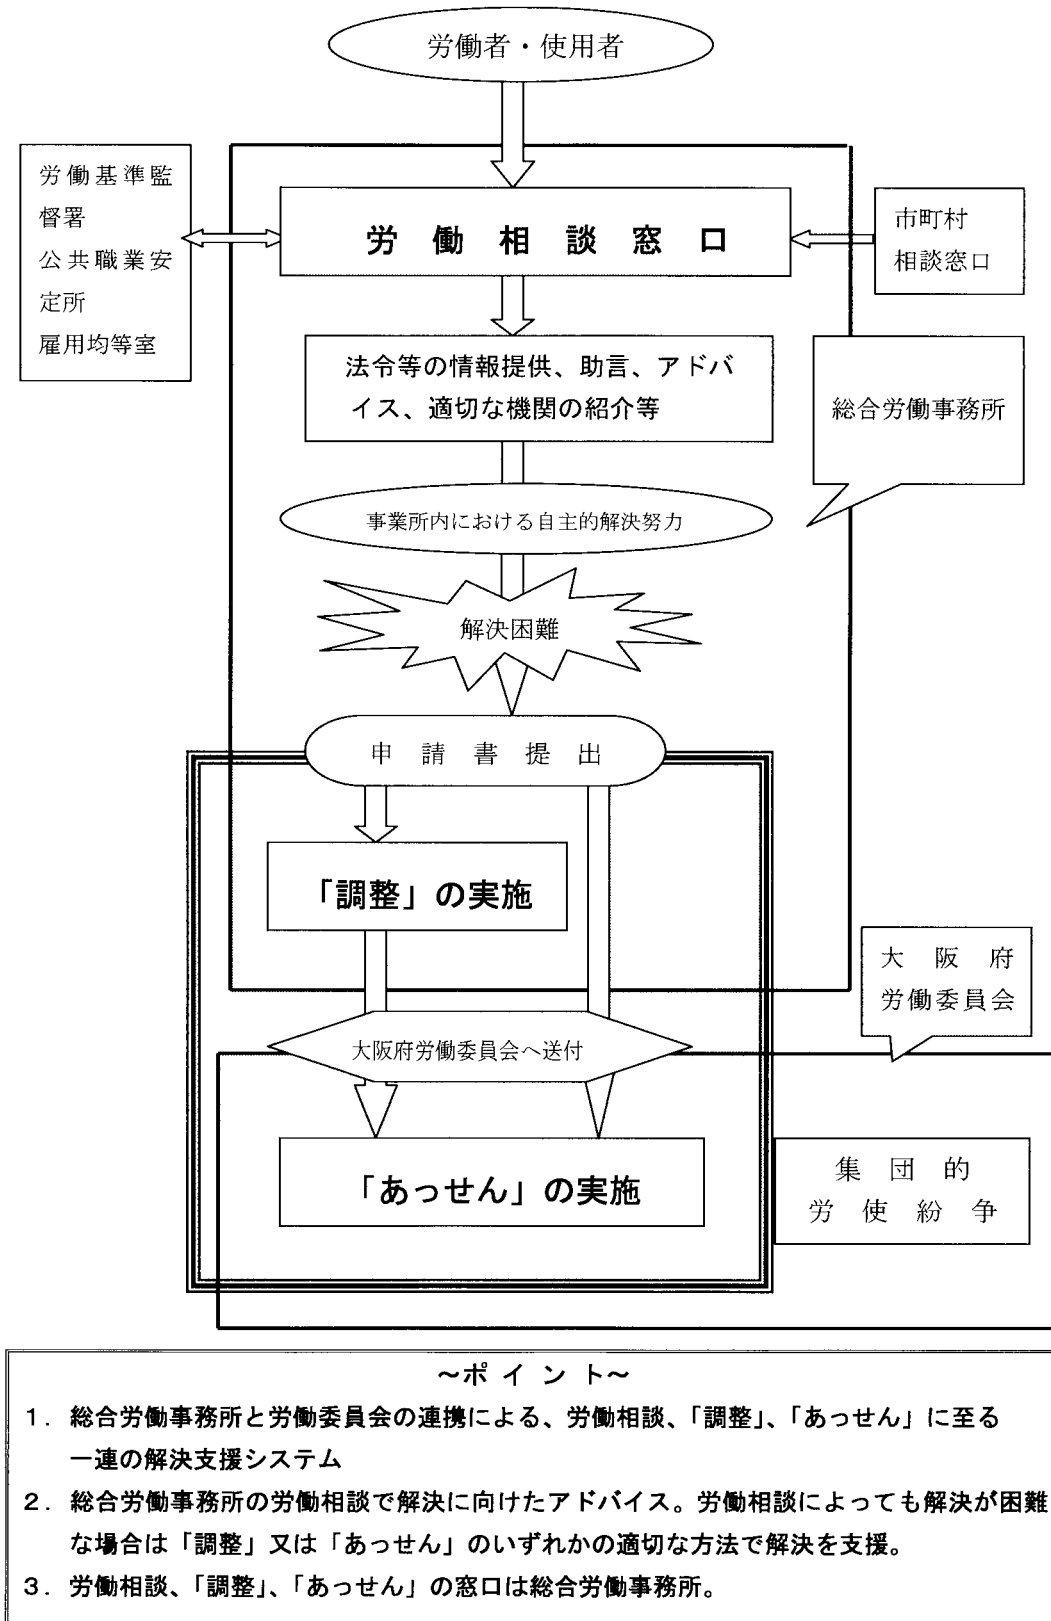 労働者・使用者
労働基準監
督署
公共職業安
定所
雇用均等室
労働相談窓口
市町村
相談窓口
法令等の情報提供、助言、アドバ
イス、適切な機関の紹介等
総合労働事務所
事業所内における自主的解決努力
解決困難
申請書提出
「調整」の実施
大阪府
労働委員会
大阪府労働委員会へ送付
「あっせん」の実施
集団的
労使紛争
~ポイント~
1．総合労働事務所と労働委員会の連携による、労働相談、「調整」、「あっせん」に至る
一連の解決支援システム
2．総合労働事務所の労働相談で解決に向けたアドバイス。労働相談によっても解決が困難
な場合は「調整」又は「あっせん」のいずれかの適切な方法で解決を支援。
3．労働相談、「調整」、「あっせん」の窓口は総合労働事務所。